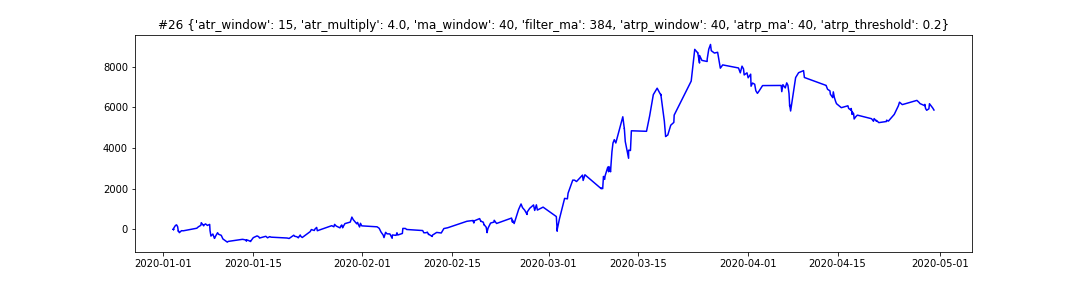 #26 {'atr_window': 15, 'atr_multiply': 4.0, 'ma_window': 40, 'filter_ma': 384, 'atrp_window': 40, 'atrp_ma': 40, 'atrp_threshold': 0.2}
8000
6000
4000
2000
0
2020-01-01 2020-01-15 2020-02-01 2020-02-15 2020-03-01 2020-03-15 2020-04-01 2020-04-15 2020-05-01